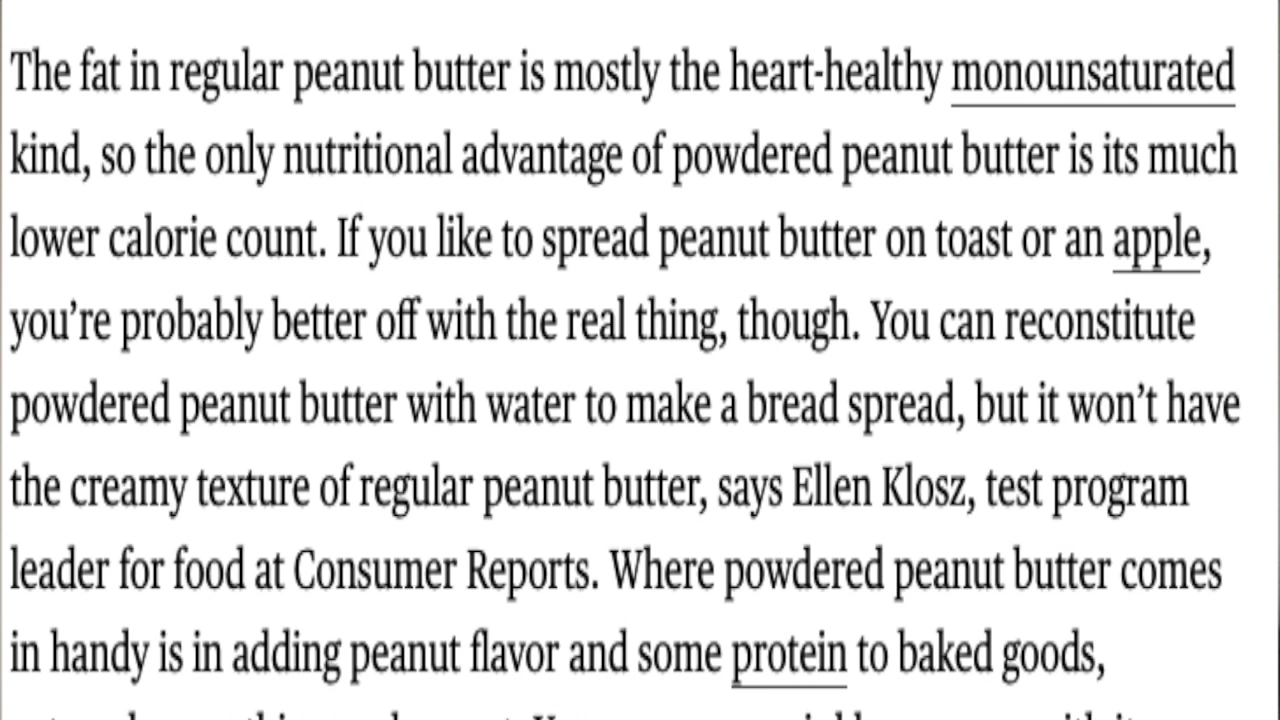 The fat in regular peanut butter is mostly the heart-healthy monounsaturated
kind, so the only nutritional advantage of powdered peanut butter is its much
lower calorie count. If you like to spread peanut butter on toast or an apple,
you’re probably better off with the real thing, though. You can reconstitute
powdered peanut butter with water to make a bread spread, but it won’t have
the creamy texture of regular peanut butter, says Ellen Klosz, test program
leader for food at Consumer Reports. Where powdered peanut butter comes
in handy is in adding peanut flavor and some protein to baked goods,